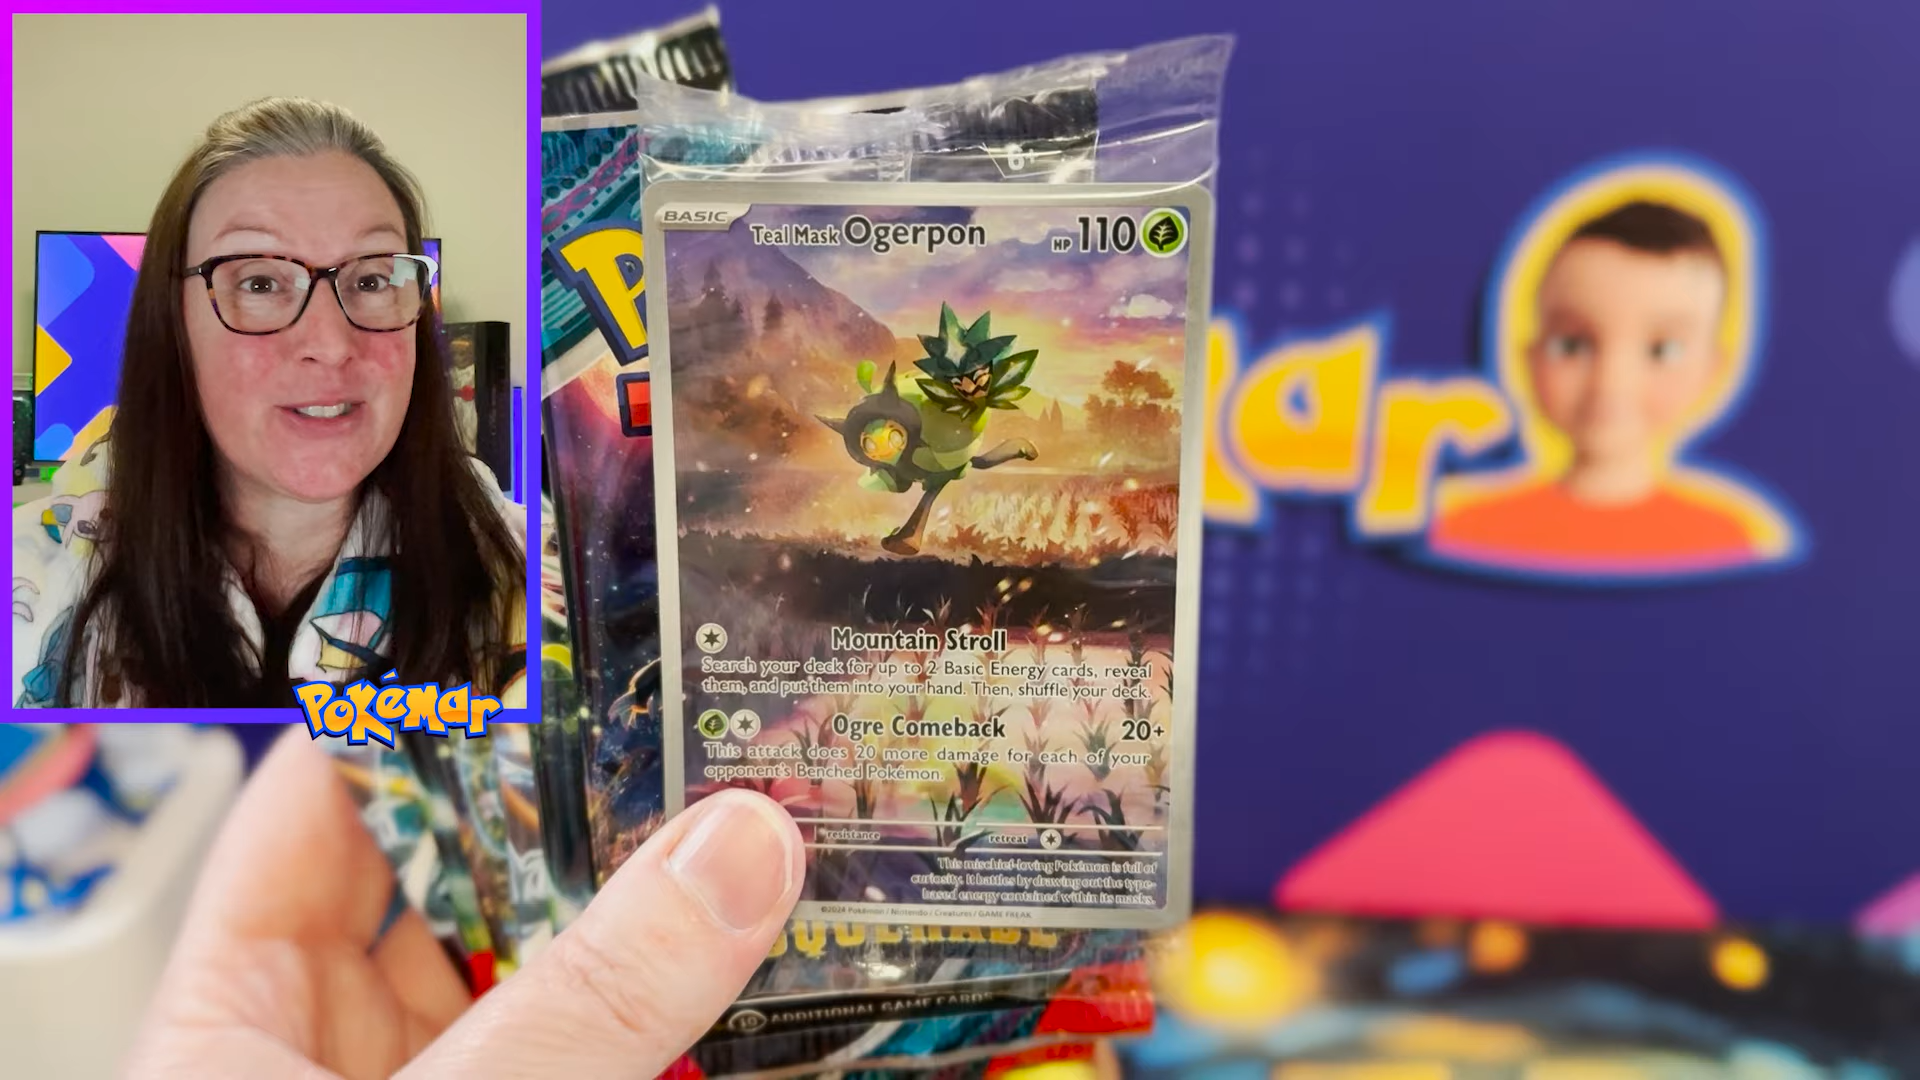 6+
BASIC
Teal Mask Ogerpon HP 110
Mountain Stroll
Search your deck for up to 2 Basic Energy cards, reveal
them, and put them into your hand. Then, shuffle your deck.
Ogre Comeback 20+
This attack does 20 more damage for each of your
opponent's Benched Pokémon.
resistance retreat
This mischief-loving Pokémon is full of
curiosity. It battles by drawing out the type-
based energy contained within its masks.
©2024 Pokémon / Nintendo / Creatures / GAME FREAK
10 ADDITIONAL GAME CARDS
POKéMar